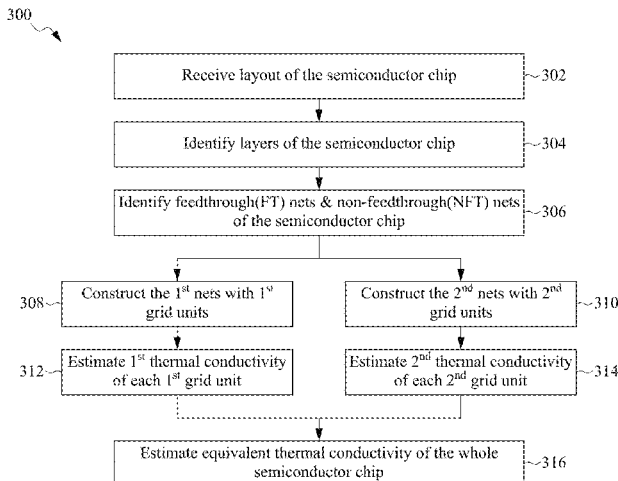 300
Receive layout of the semiconductor chip
302
Identify layers of the semiconductor chip
304
Identify feedthrough(FT) nets & non-feedthrough(NFT) nets
of the semiconductor chip
306
308
Construct the 1st nets with 1st
grid units
Construct the 2nd nets with 2nd
grid units
310
312
Estimate 1st thermal conductivity
of each 1st grid unit
Estimate 2nd thermal conductivity
of each 2nd grid unit
314
Estimate equivalent thermal conductivity of the whole
semiconductor chip
316